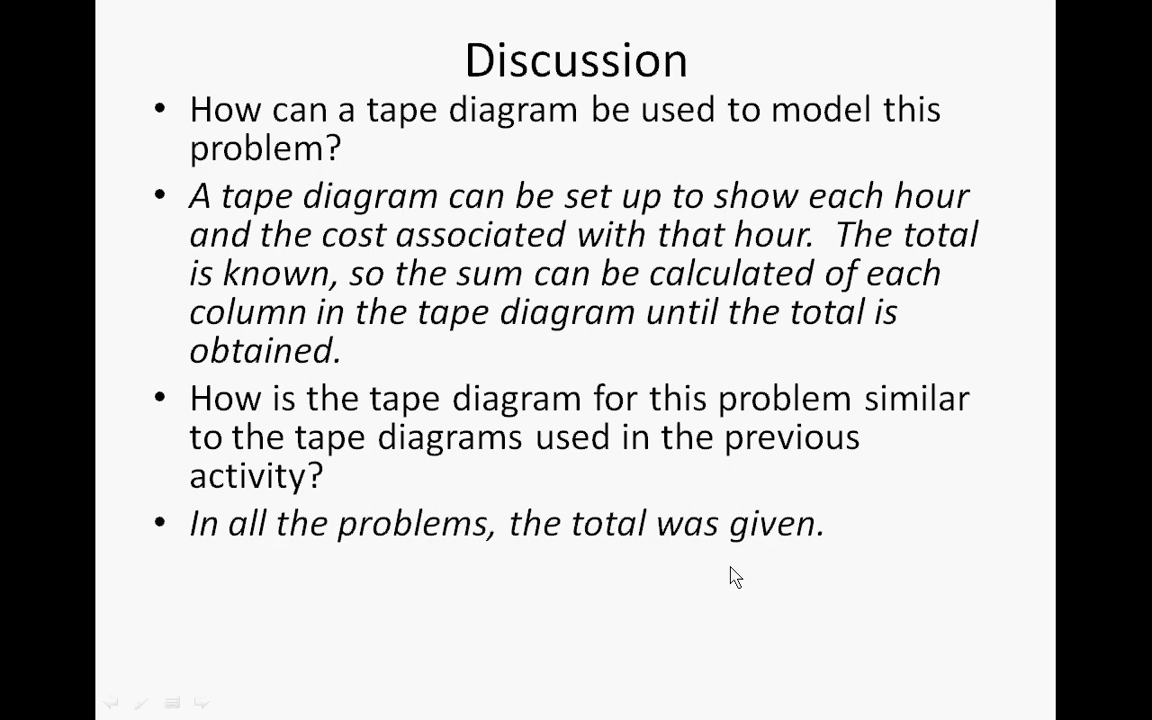 Discussion
• How can a tape diagram be used to model this
problem?
• A tape diagram can be set up to show each hour
and the cost associated with that hour.  The total
is known, so the sum can be calculated of each
column in the tape diagram until the total is
obtained.
• How is the tape diagram for this problem similar
to the tape diagrams used in the previous
activity?
• In all the problems, the total was given.